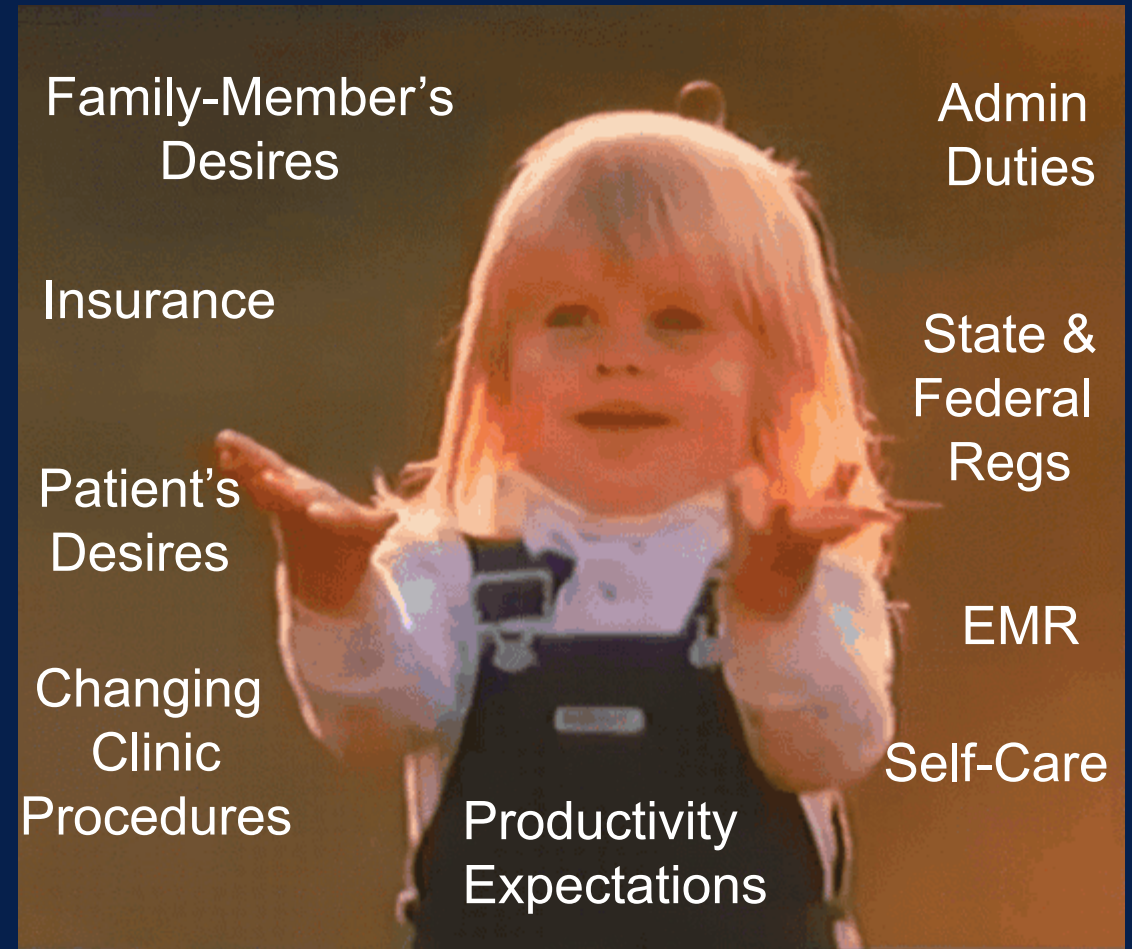 Family-Member’s
Desires
Admin
Duties
Insurance
State &
Federal
Regs
Patient’s
Desires
EMR
Changing
Clinic
Procedures
Self-Care
Productivity
Expectations